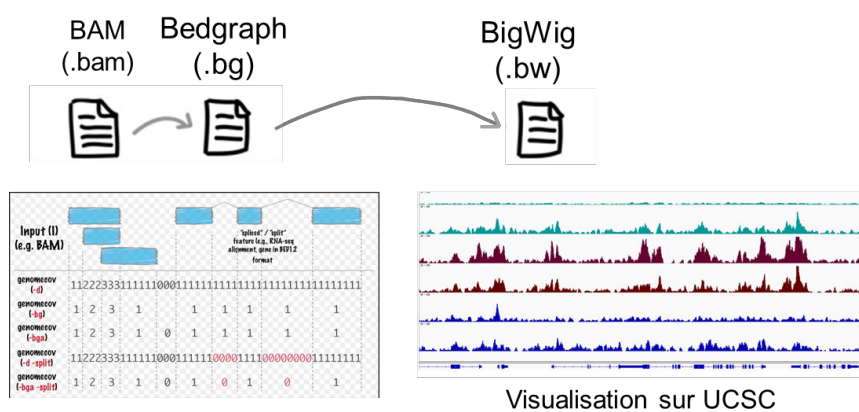 BAM
(.bam)
Bedgraph
(.bg)
BigWig
(.bw)
Input (I)
(e.g. BAM)
"spliced" / "split"
feature (e.g., RNA-seq
alignment, gene in BED12
format
genomecov
(-d)
112223331111110001111111111111111111111111
genomecov
(-bg)
1 2 3 1 1 1 1 1 1
genomecov
(-bga)
1 2 3 1 0 1 1 1 1 1
genomecov
(-d -split)
11222333111111000111111000011110000000011111111
genomecov
(-bga -split)
1 2 3 1 0 1 0 1 0 1
Visualisation sur UCSC